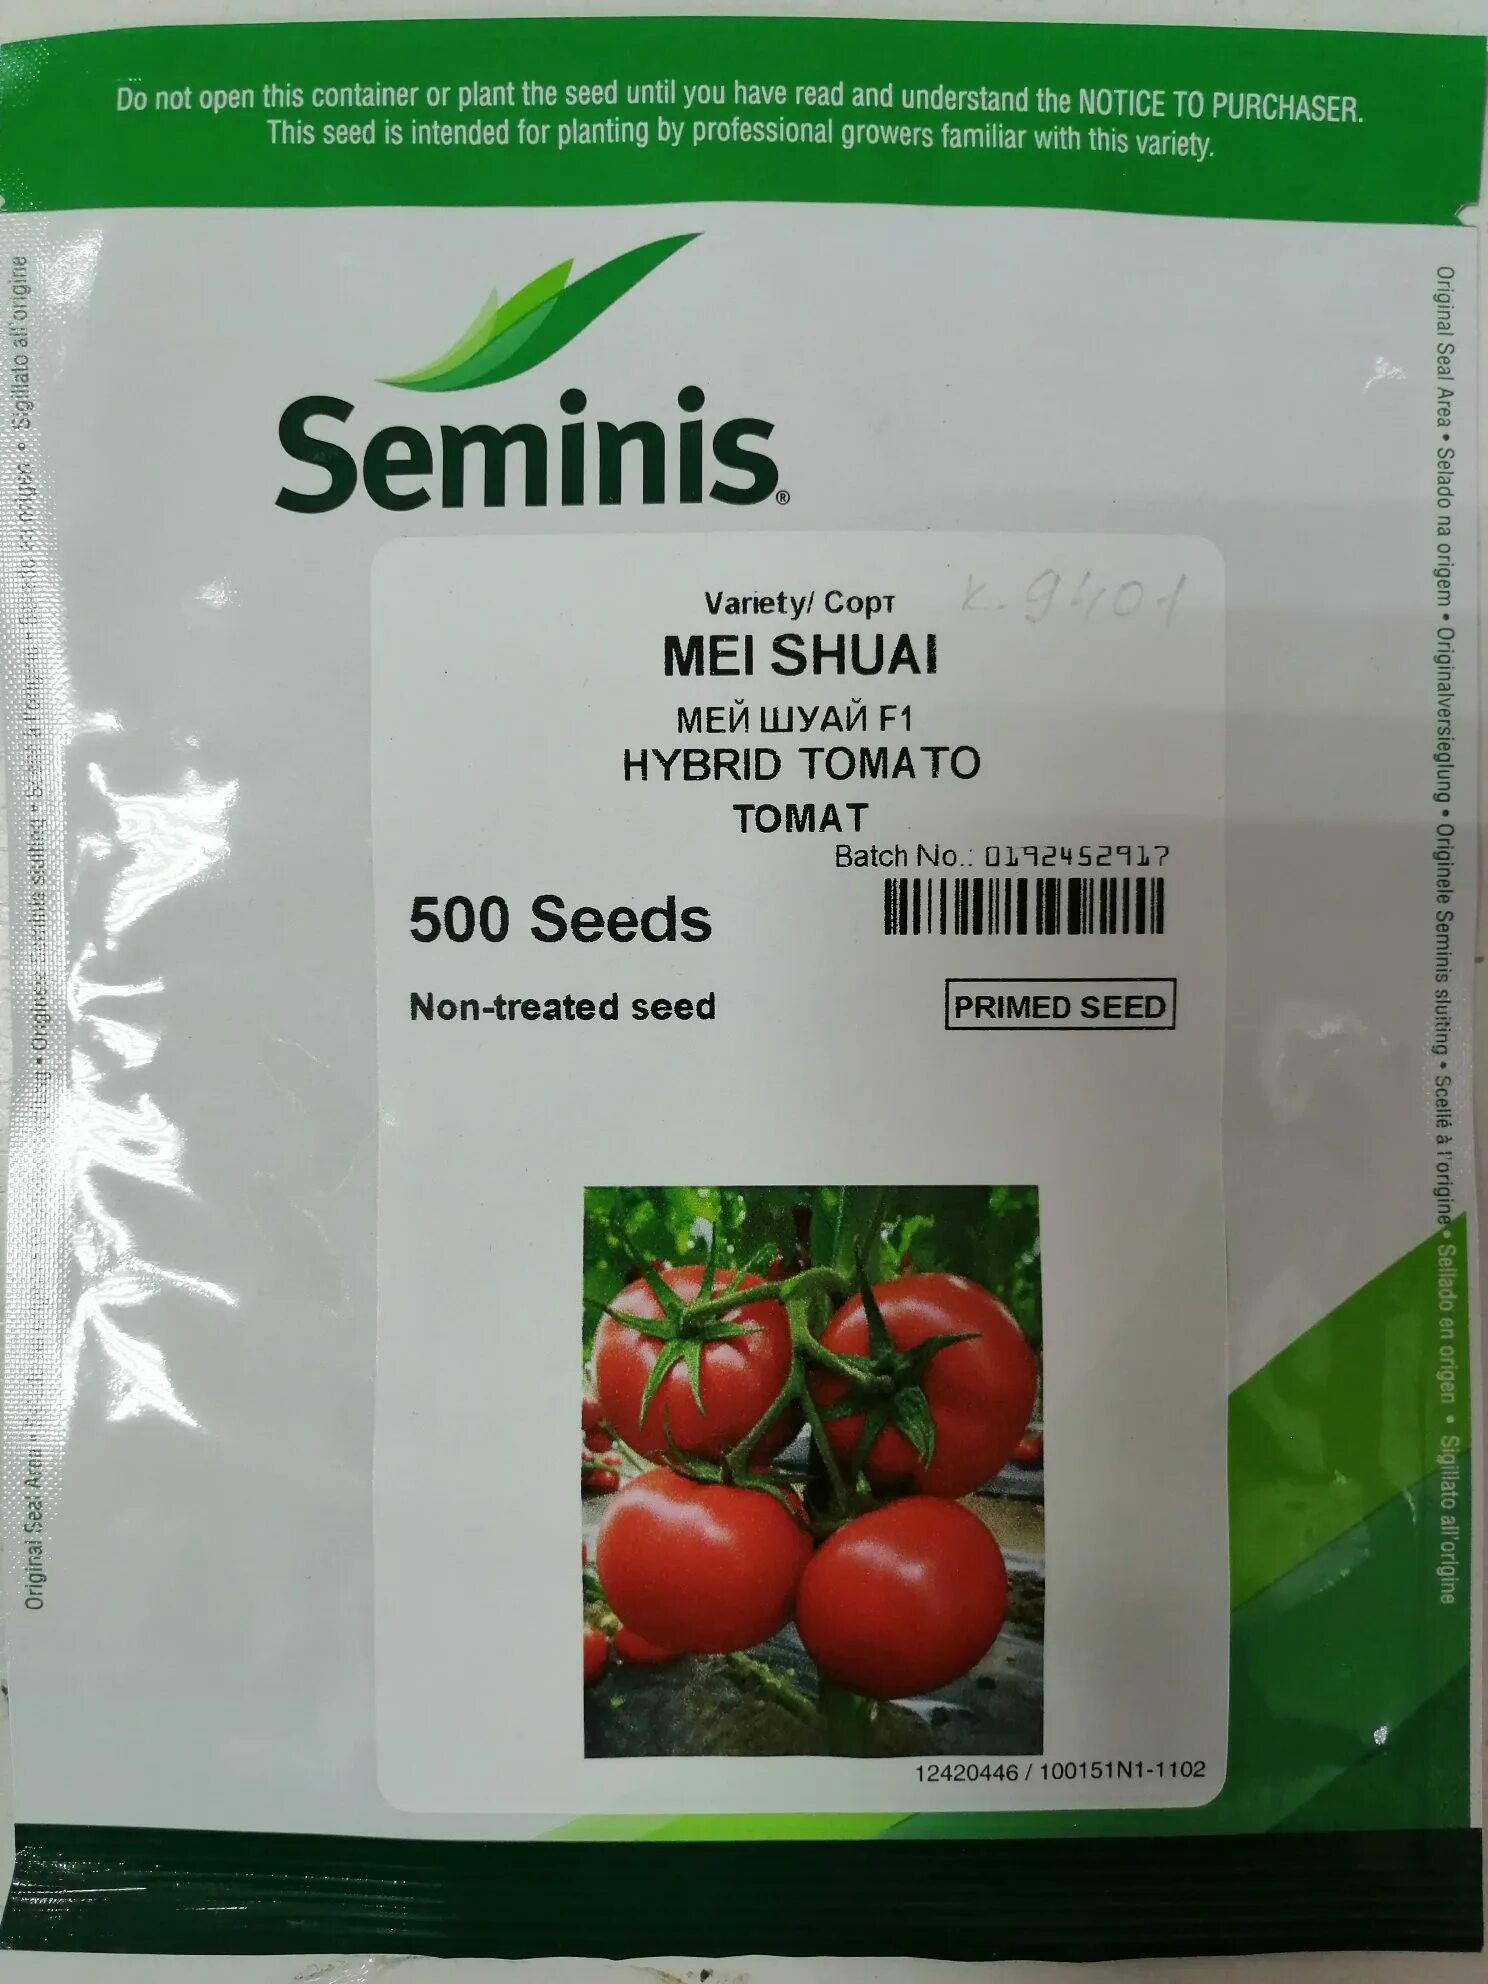 Do not open this container or plant the seed until you have read and understand the NOTICE TO PURCHASER.
This seed is intended for planting by professional growers familiar with this variety.
Seminis®
Variety/ Сорт
к. 9401
MEI SHUAI
МЕЙ ШУАЙ F1
HYBRID TOMATO
ТОМАТ
Batch No.: 0192452917
500 Seeds
Non-treated seed
PRIMED SEED
12420446 / 100151N1-1102
Original Seal Area • Selado na origem • Originalversieglung • Originele Seminis sluiting • Scellé à l'origine • Sellado en origen • Sigillato all'origine
Original Seal Area
Sigillato all'origine